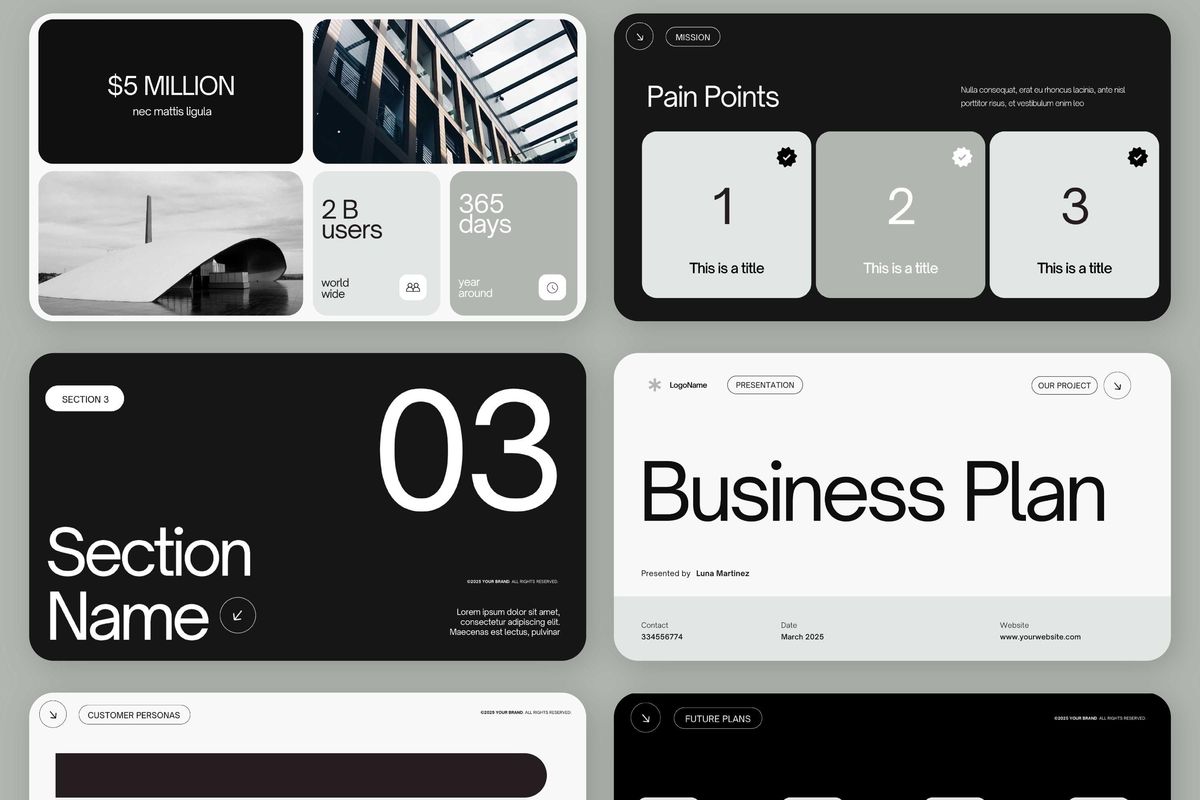 $5 MILLION
nec mattis ligula
2 B
users
world
wide
365
days
year
around
MISSION
Pain Points
Nulla consequat, erat eu rhoncus lacinia, ante nisl
porttitor risus, et vestibulum enim leo
1
This is a title
2
This is a title
3
This is a title
SECTION 3
03
Section
Name
©2025 YOUR BRAND. ALL RIGHTS RESERVED.
Lorem ipsum dolor sit amet,
consectetur adipiscing elit.
Maecenas est lectus, pulvinar
LogoName
PRESENTATION
OUR PROJECT
Business Plan
Presented by Luna Martinez
Contact
334556774
Date
March 2025
Website
www.yourwebsite.com
CUSTOMER PERSONAS
©2025 YOUR BRAND. ALL RIGHTS RESERVED.
FUTURE PLANS
©2025 YOUR BRAND. ALL RIGHTS RESERVED.